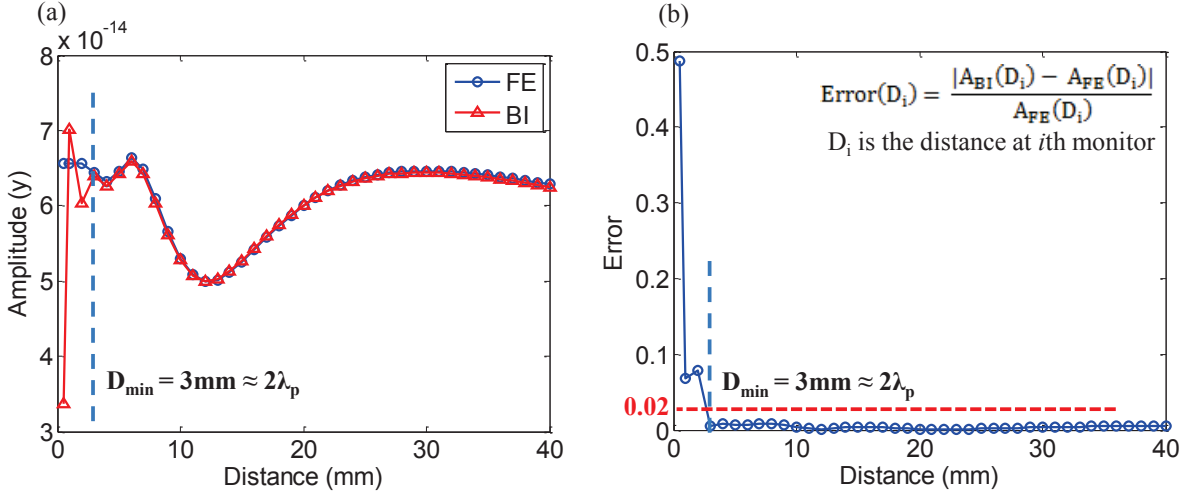 (a)
x 10⁻¹⁴
8
7
6
5
4
3
Amplitude (y)
FE
BI
D_min = 3mm ≈ 2λ_p
0
10
20
30
40
Distance (mm)
(b)
0.5
0.4
0.3
0.2
0.1
0.02
0
Error
Error(D_i) = |A_BI(D_i) − A_FE(D_i)| / A_FE(D_i)
D_i is the distance at ith monitor
D_min = 3mm ≈ 2λ_p
0
10
20
30
40
Distance (mm)